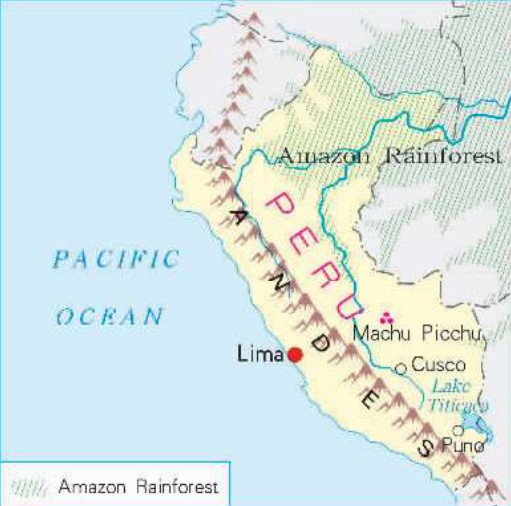 Amazon Rainforest
PERU
ANDES
PACIFIC
OCEAN
Machu Picchu
Lima
Cusco
Lake
Titicaca
Puno
Amazon Rainforest